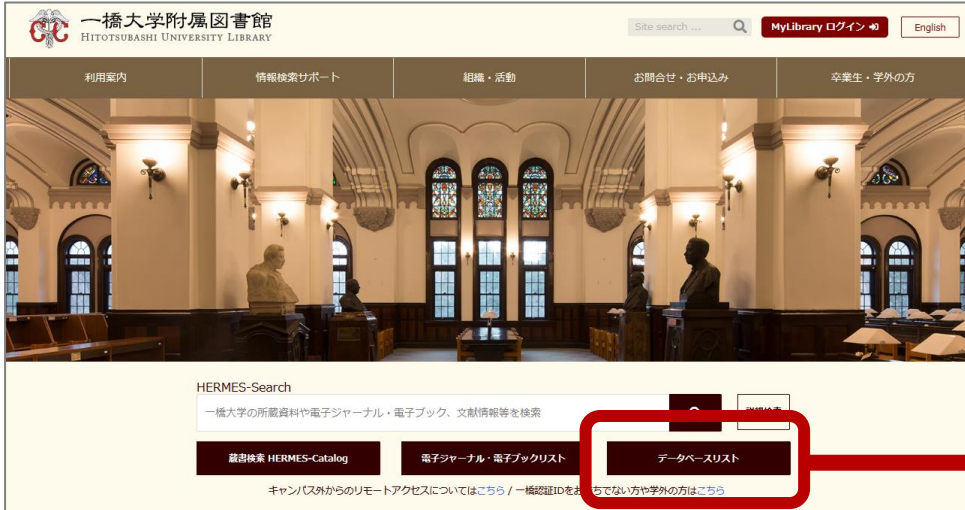 一橋大学附属図書館
HITOTSUBASHI UNIVERSITY LIBRARY
Site search ...
MyLibrary ログイン
English
利用案内
情報検索サポート
組織・活動
お問合せ・お申込み
卒業生・学外の方
HERMES-Search
一橋大学の所蔵資料や電子ジャーナル・電子ブック、文献情報等を検索
蔵書検索 HERMES-Catalog
電子ジャーナル・電子ブックリスト
データベースリスト
キャンパス外からのリモートアクセスについてはこちら / 一橋認証IDをお持ちでない方や学外の方はこちら